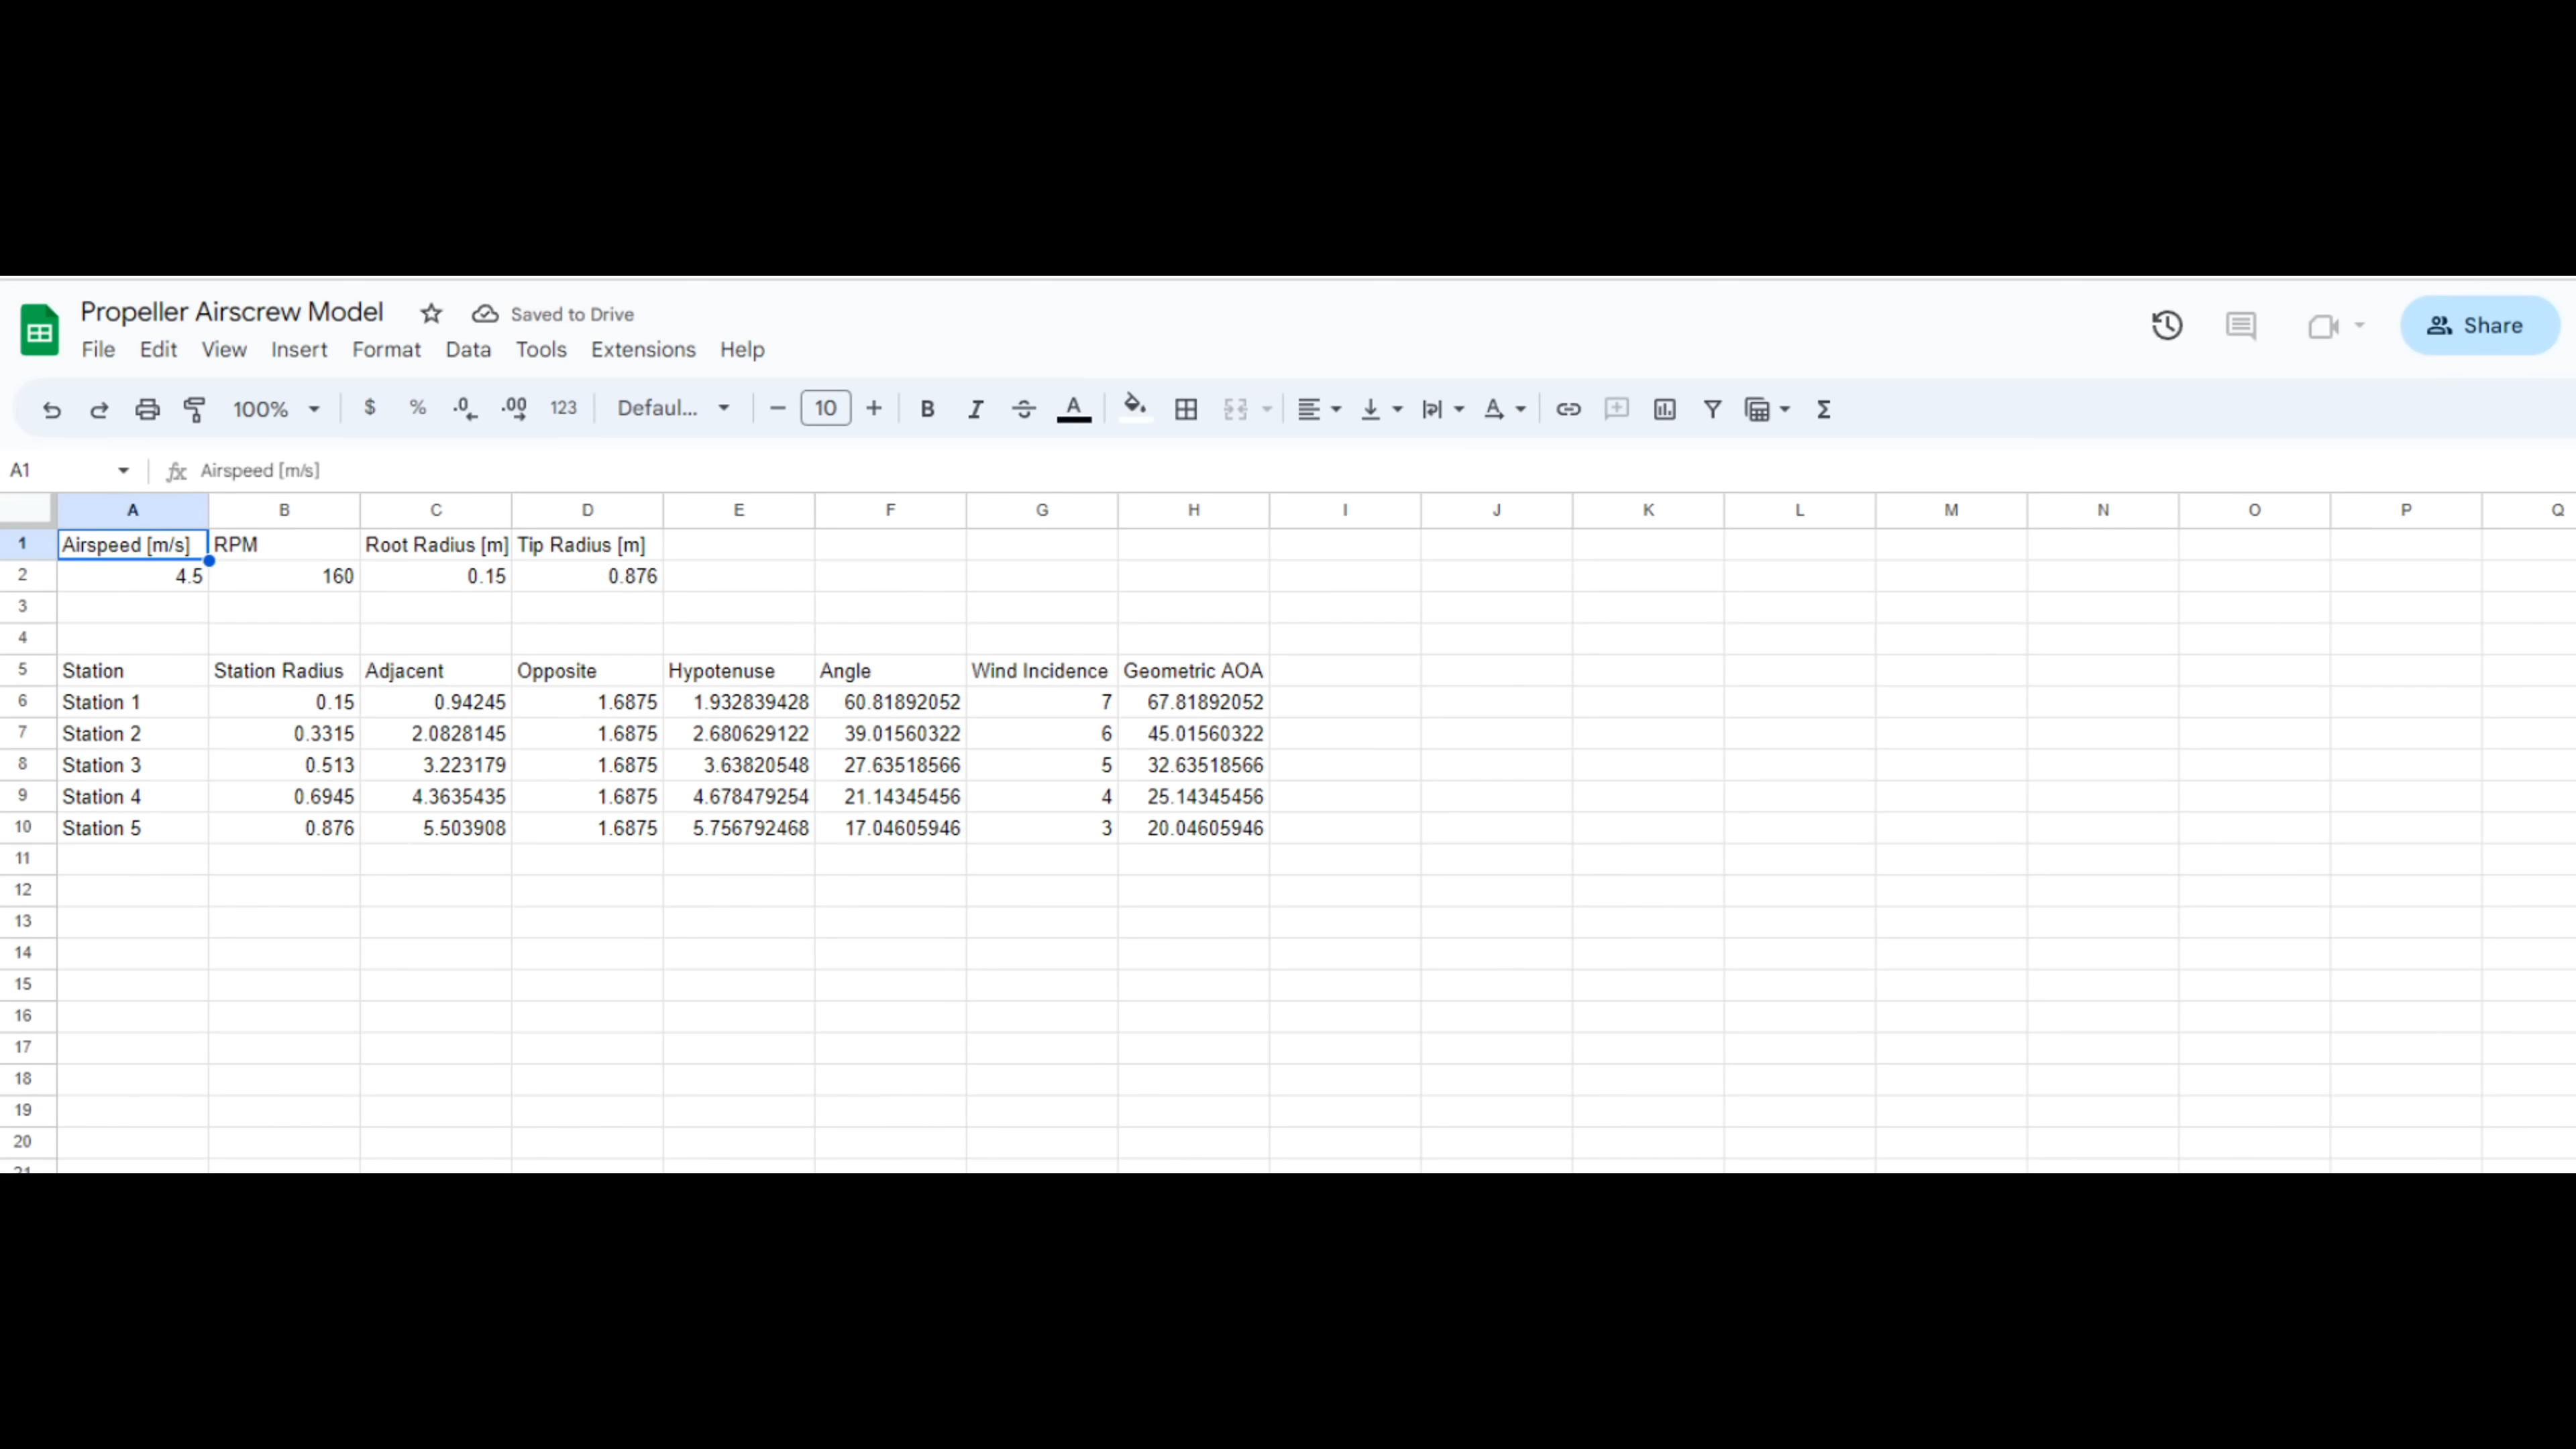 Propeller Airscrew Model Saved to Drive
File Edit View Insert Format Data Tools Extensions Help
Share
100% $ % .0 .00 123 Defaul... 10 B I A A Σ
A1 fx Airspeed [m/s]
A B C D E F G H I J K L M N O P Q
1 Airspeed [m/s] RPM Root Radius [m] Tip Radius [m]
2 4.5 160 0.15 0.876
3
4
5 Station Station Radius Adjacent Opposite Hypotenuse Angle Wind Incidence Geometric AOA
6 Station 1 0.15 0.94245 1.6875 1.932839428 60.81892052 7 67.81892052
7 Station 2 0.3315 2.0828145 1.6875 2.680629122 39.01560322 6 45.01560322
8 Station 3 0.513 3.223179 1.6875 3.63820548 27.63518566 5 32.63518566
9 Station 4 0.6945 4.3635435 1.6875 4.678479254 21.14345456 4 25.14345456
10 Station 5 0.876 5.503908 1.6875 5.756792468 17.04605946 3 20.04605946
11
12
13
14
15
16
17
18
19
20
21